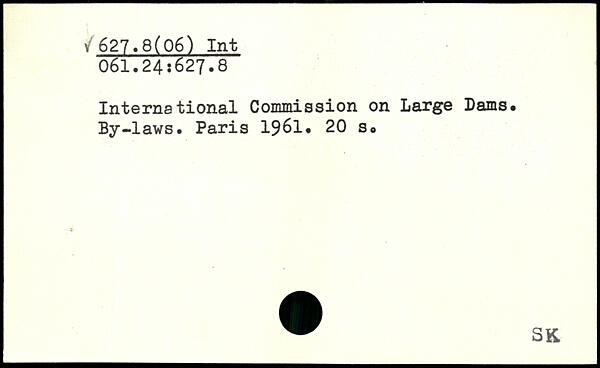 √ 627.8(06) Int
061.24:627.8
International Commission on Large Dams.
By-laws. Paris 1961. 20 s.
SK